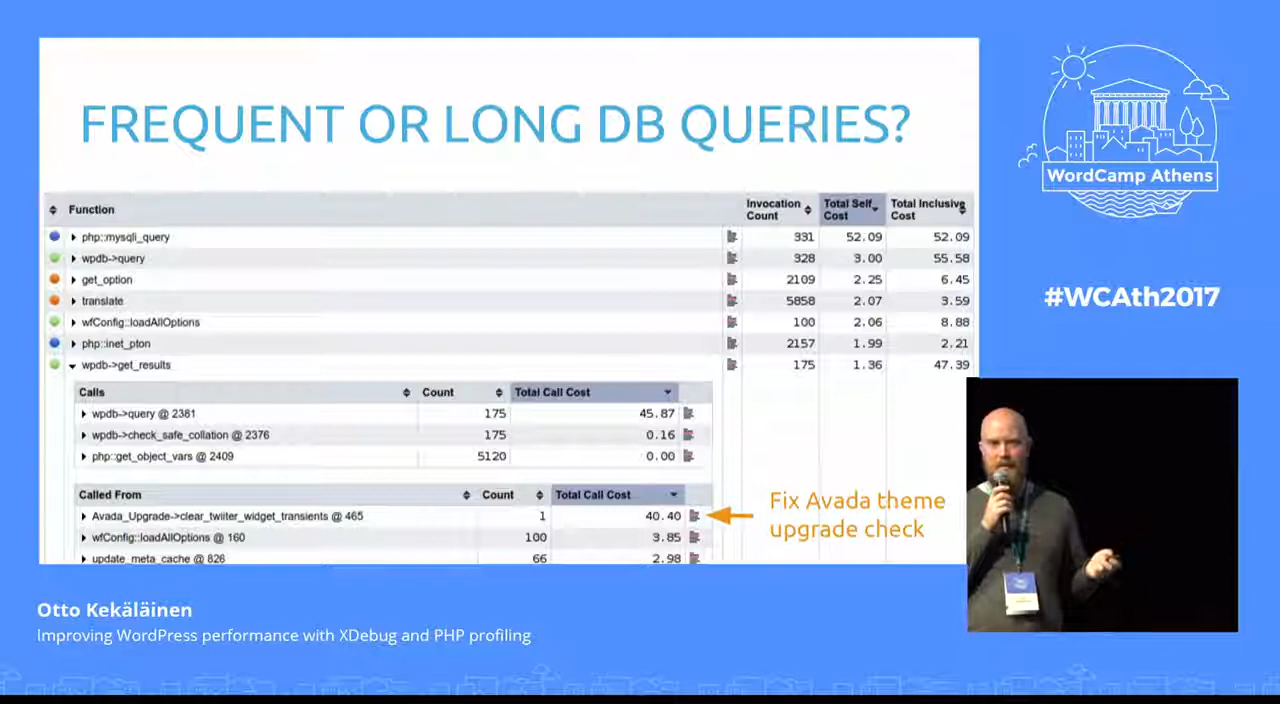 FREQUENT OR LONG DB QUERIES?
Function Invocation Count Total Self Cost Total Inclusive Cost
php::mysqli_query 331 52.09 52.09
wpdb->query 328 3.00 55.58
get_option 2109 2.25 6.45
translate 5858 2.07 3.59
wfConfig::loadAllOptions 100 2.06 8.88
php::inet_pton 2157 1.99 2.21
wpdb->get_results 175 1.36 47.39
Calls Count Total Call Cost
wpdb->query @ 2381 175 45.87
wpdb->check_safe_collation @ 2376 175 0.16
php::get_object_vars @ 2409 5120 0.00
Called From Count Total Call Cost
Avada_Upgrade->clear_twiiter_widget_transients @ 465 1 40.40
wfConfig::loadAllOptions @ 160 100 3.85
update_meta_cache @ 826 66 2.98
Fix Avada theme
upgrade check
WordCamp Athens
#WCAth2017
Otto Kekäläinen
Improving WordPress performance with XDebug and PHP profiling